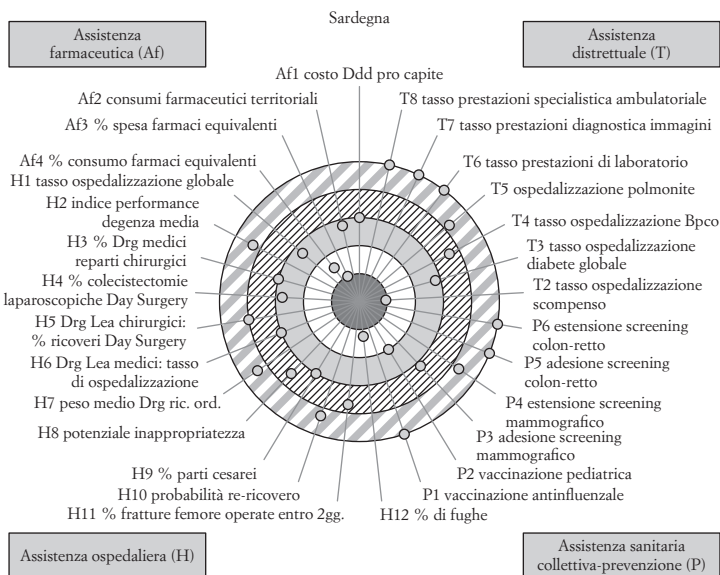 Sardegna
Assistenza
farmaceutica (Af)
Assistenza
distrettuale (T)
Af1 costo Ddd pro capite
Af2 consumi farmaceutici territoriali
Af3 % spesa farmaci equivalenti
Af4 % consumo farmaci equivalenti
H1 tasso ospedalizzazione globale
H2 indice performance
degenza media
H3 % Drg medici
reparti chirurgici
H4 % colecistectomie
laparoscopiche Day Surgery
H5 Drg Lea chirurgici:
% ricoveri Day Surgery
H6 Drg Lea medici: tasso
di ospedalizzazione
H7 peso medio Drg ric. ord.
H8 potenziale inappropriatezza
H9 % parti cesarei
H10 probabilità re-ricovero
H11 % fratture femore operate entro 2gg.
H12 % di fughe
T8 tasso prestazioni specialistica ambulatoriale
T7 tasso prestazioni diagnostica immagini
T6 tasso prestazioni di laboratorio
T5 ospedalizzazione polmonite
T4 tasso ospedalizzazione Bpco
T3 tasso ospedalizzazione
diabete globale
T2 tasso ospedalizzazione
scompenso
P6 estensione screening
colon-retto
P5 adesione screening
colon-retto
P4 estensione screening
mammografico
P3 adesione screening
mammografico
P2 vaccinazione pediatrica
P1 vaccinazione antinfluenzale
Assistenza ospedaliera (H)
Assistenza sanitaria
collettiva-prevenzione (P)